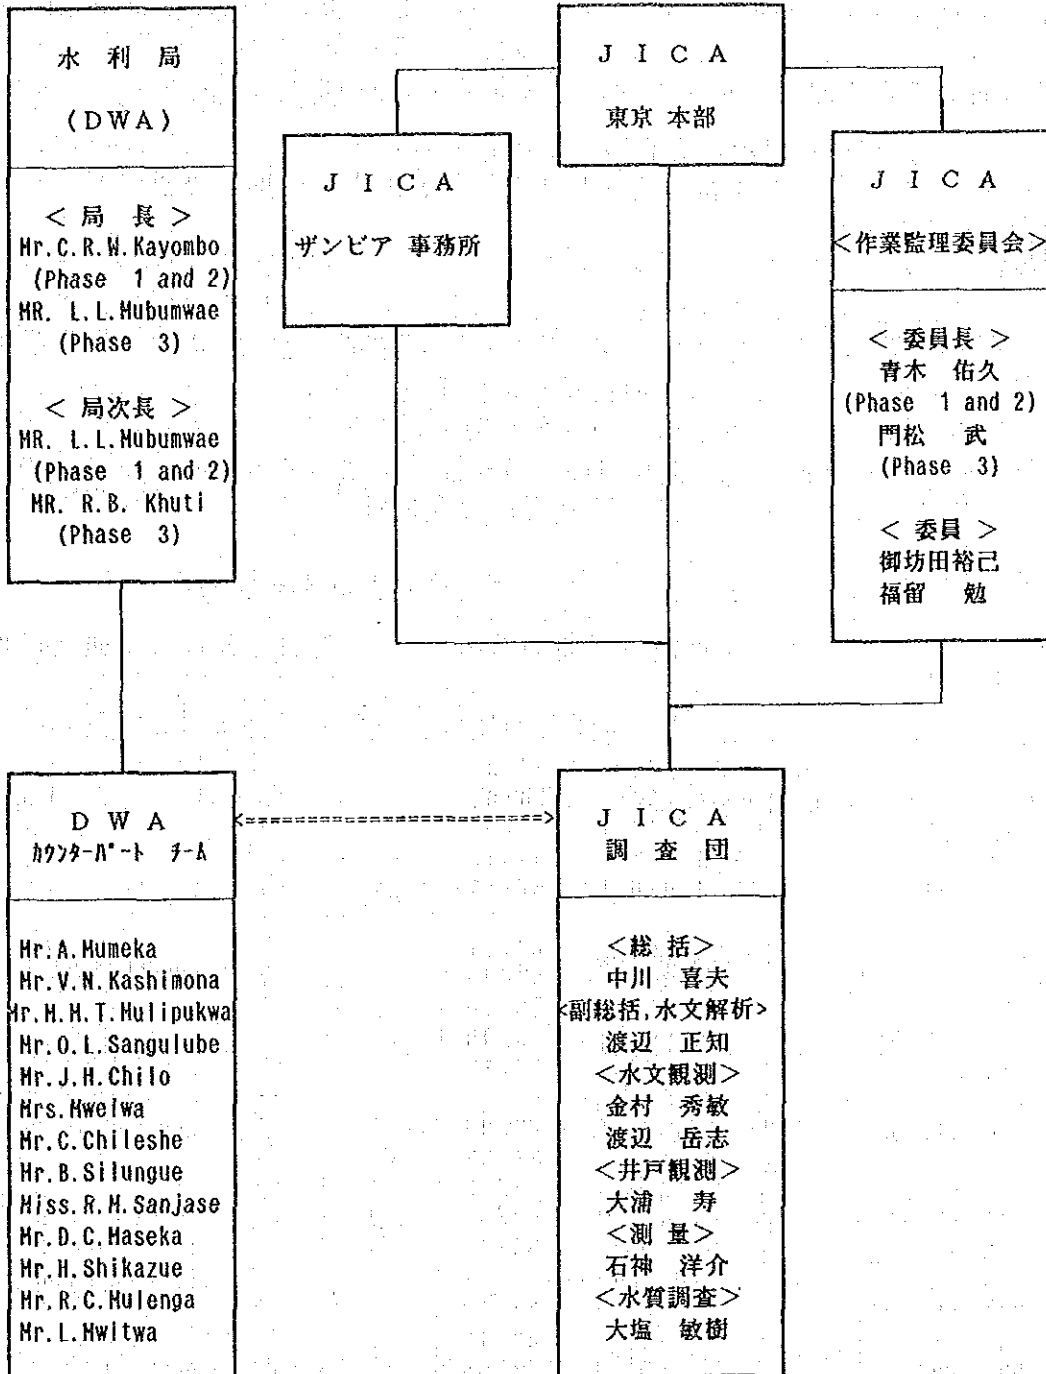 水 利 局
(DWA)
< 局 長 >
Mr.C.R.W.Kayombo
(Phase 1 and 2)
MR. L.L.Mubumwae
(Phase 3)
< 局次長 >
MR. L.L.Mubumwae
(Phase 1 and 2)
MR. R.B. Khuti
(Phase 3)
J I C A
東京 本部
J I C A
ザンビア 事務所
J I C A
<作業監理委員会>
< 委員長 >
青木 佑久
(Phase 1 and 2)
門松 武
(Phase 3)
< 委員 >
御坊田裕己
福留 勉
D W A
カウンターパート チーム
Mr.A.Mumeka
Mr.V.N.Kashimona
Mr.M.M.T.Mulipukwa
Mr.O.L.Sangulube
Mr.J.H.Chilo
Mrs.Mwelwa
Mr.C.Chileshe
Mr.B.Silungue
Miss.R.M.Sanjase
Mr.D.C.Maseka
Mr.H.Shikazue
Mr.R.C.Mulenga
Mr.L.Mwitwa
<===================>
J I C A
調 査 団
<総 括>
中川 喜夫
<副総括,水文解析>
渡辺 正知
<水文観測>
金村 秀敏
渡辺 岳志
<井戸観測>
大浦 寿
<測 量>
石神 洋介
<水質調査>
大塩 敏樹